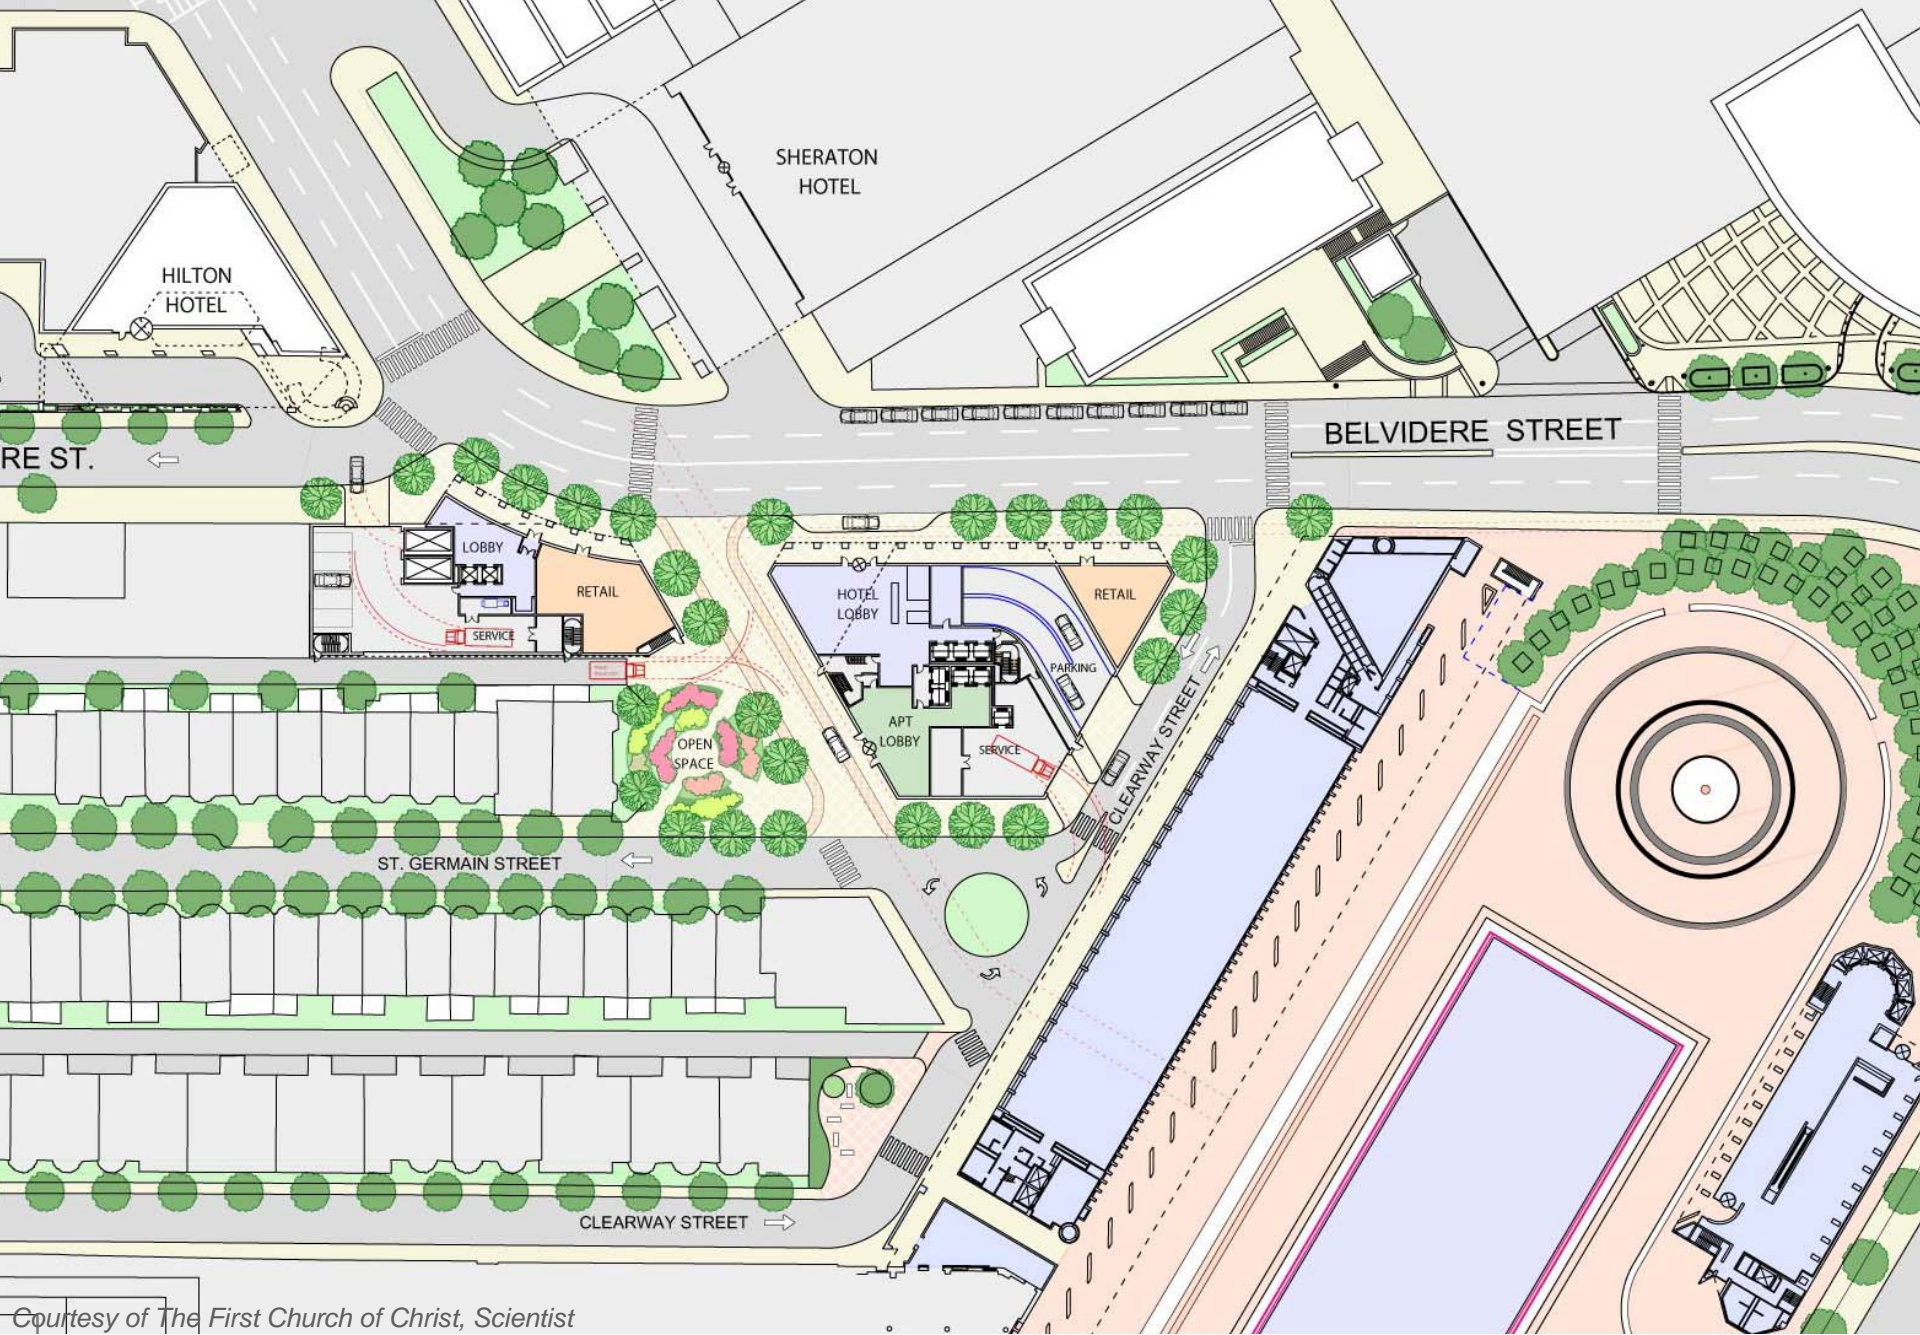 SHERATON
HOTEL
HILTON
HOTEL
BELVIDERE STREET
RE ST.
LOBBY
RETAIL
SERVICE
HOTEL
LOBBY
RETAIL
PARKING
APT
LOBBY
SERVICE
OPEN
SPACE
CLEARWAY STREET
ST. GERMAIN STREET
CLEARWAY STREET
Courtesy of The First Church of Christ, Scientist